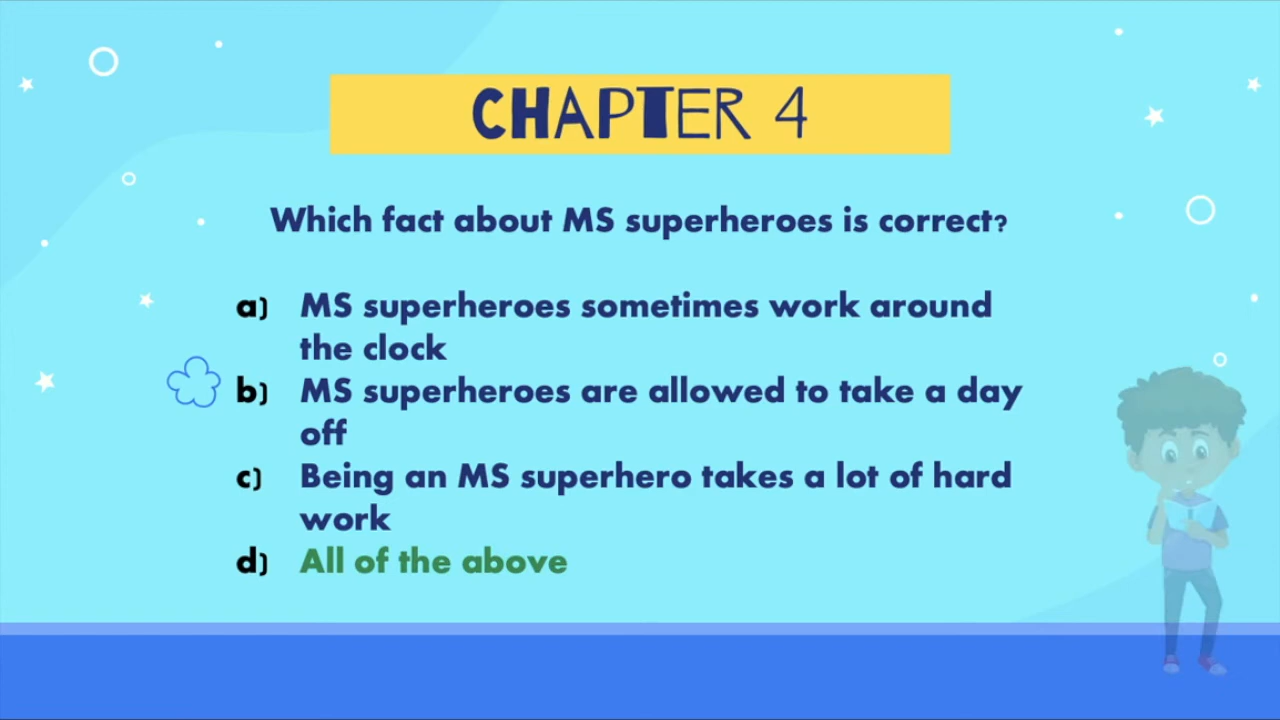 CHAPTER 4
Which fact about MS superheroes is correct?
a) MS superheroes sometimes work around
the clock
b) MS superheroes are allowed to take a day
off
c) Being an MS superhero takes a lot of hard
work
d) All of the above